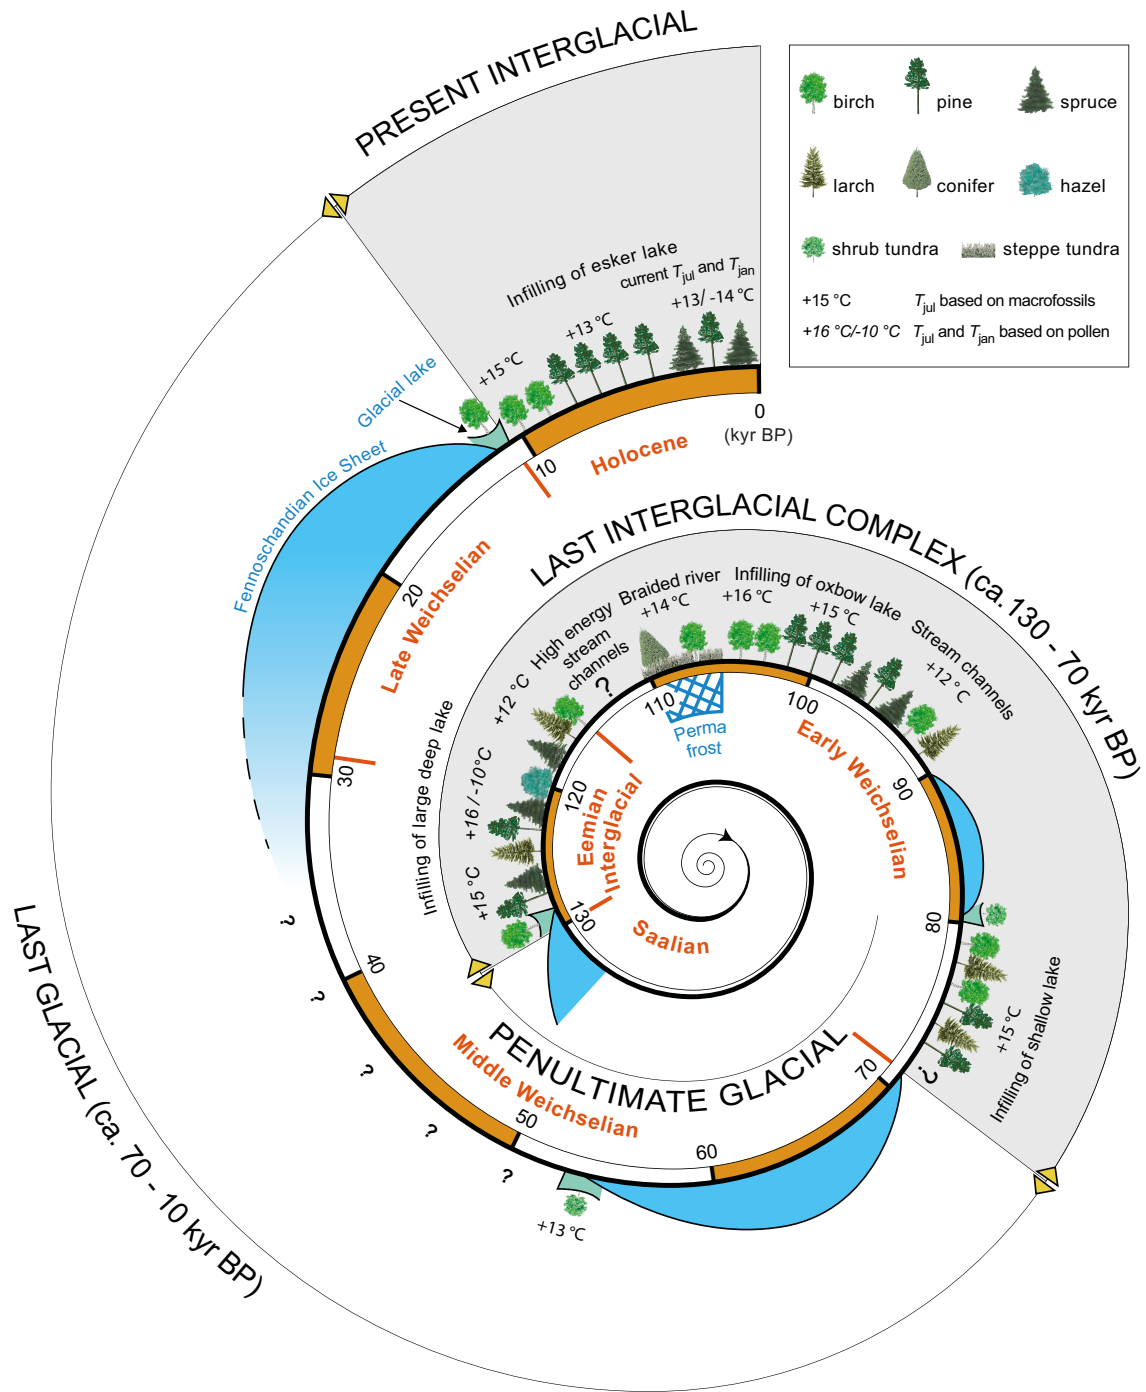 PRESENT INTERGLACIAL
birch
pine
spruce
larch
conifer
hazel
shrub tundra
steppe tundra
+15 °C
Tjul based on macrofossils
+16 °C/-10 °C
Tjul and Tjan based on pollen
Infilling of esker lake
current Tjul and Tjan
+13/ -14 °C
+13 °C
+15 °C
Glacial lake
Fennoschandian Ice Sheet
0
(kyr BP)
Holocene
10
Late Weichselian
20
30
?
40
?
?
?
?
LAST GLACIAL (ca. 70 - 10 kyr BP)
Middle Weichselian
50
60
70
+13 °C
LAST INTERGLACIAL COMPLEX (ca.130 - 70 kyr BP)
Infilling of shallow lake
+15 °C
?
80
90
Early Weichselian
100
110
Stream channels
+12 °C
Infilling of oxbow lake
+15 °C
+16 °C
Braided river
+14 °C
Perma
frost
High energy
stream
channels
?
+12 °C
Infilling of large deep lake
+16 /-10°C
+15 °C
120
Eemian
Interglacial
130
Saalian
PENULTIMATE GLACIAL